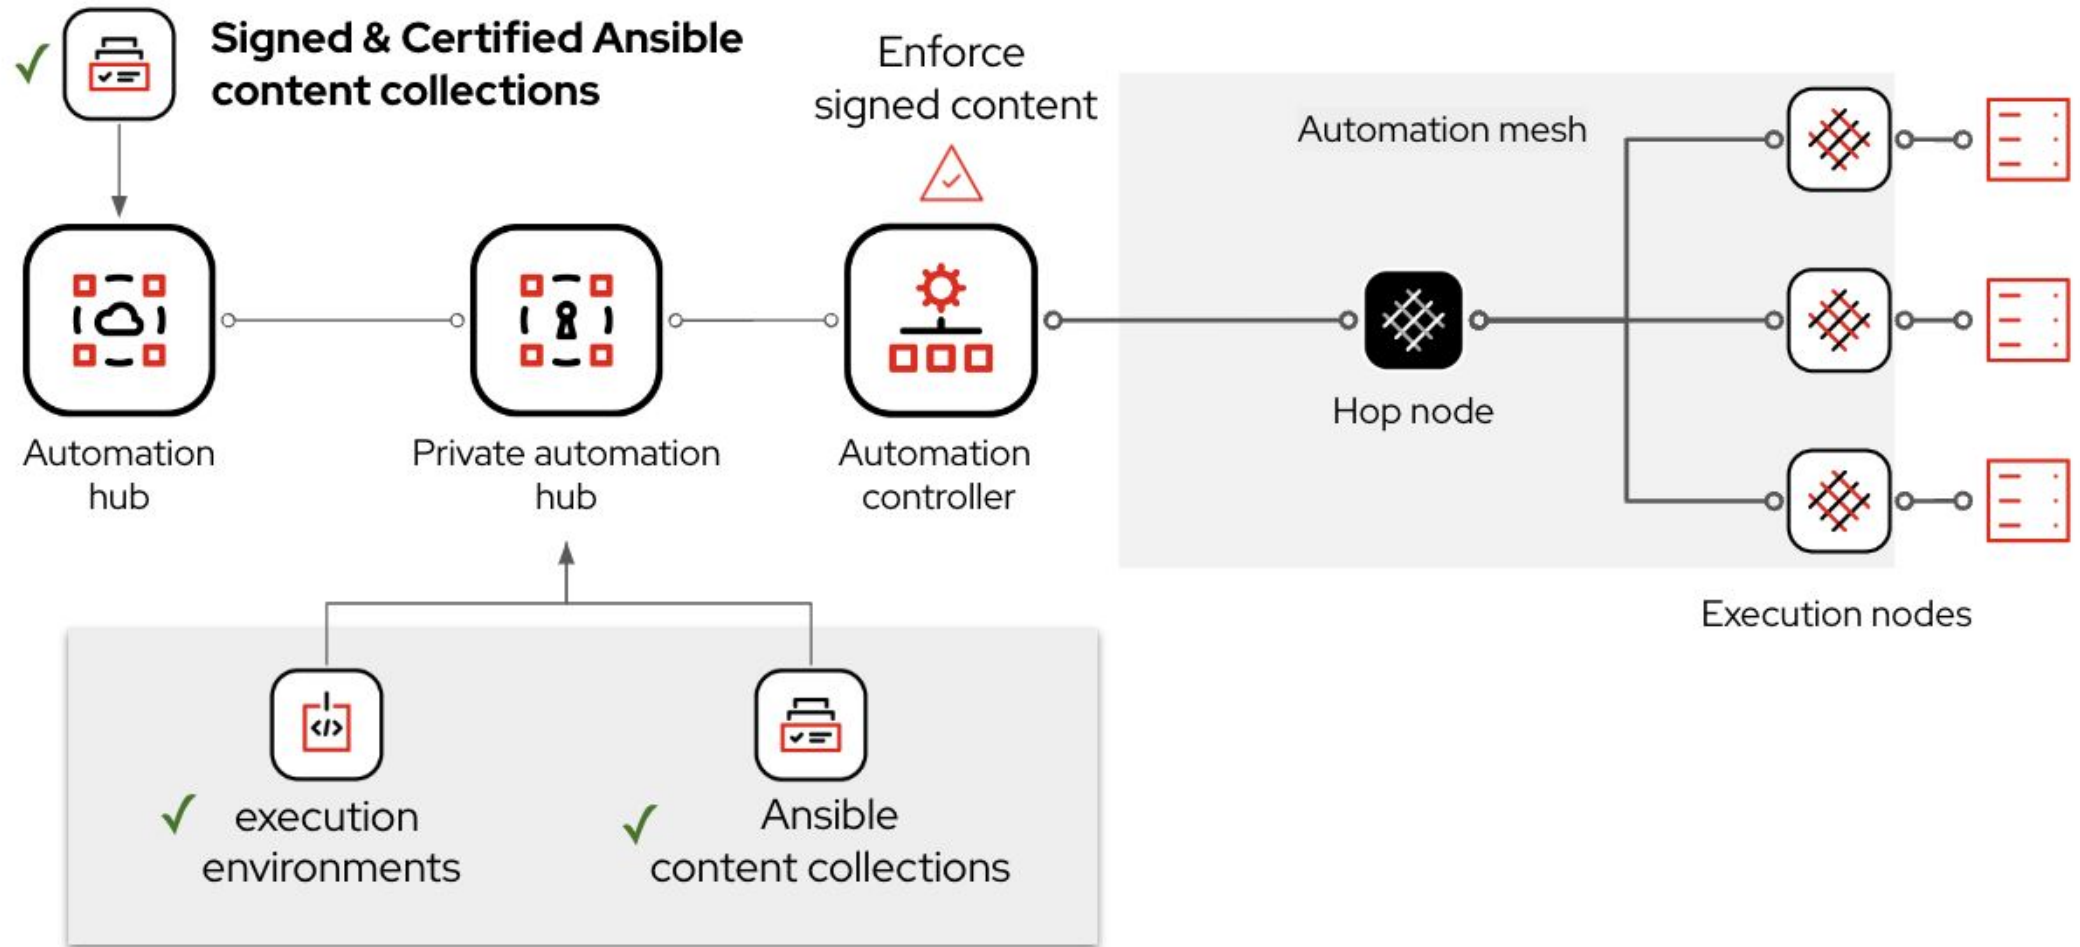 Signed & Certified Ansible
content collections
Enforce
signed content
Automation mesh
Hop node
Automation
hub
Private automation
hub
Automation
controller
Execution nodes
execution
environments
Ansible
content collections